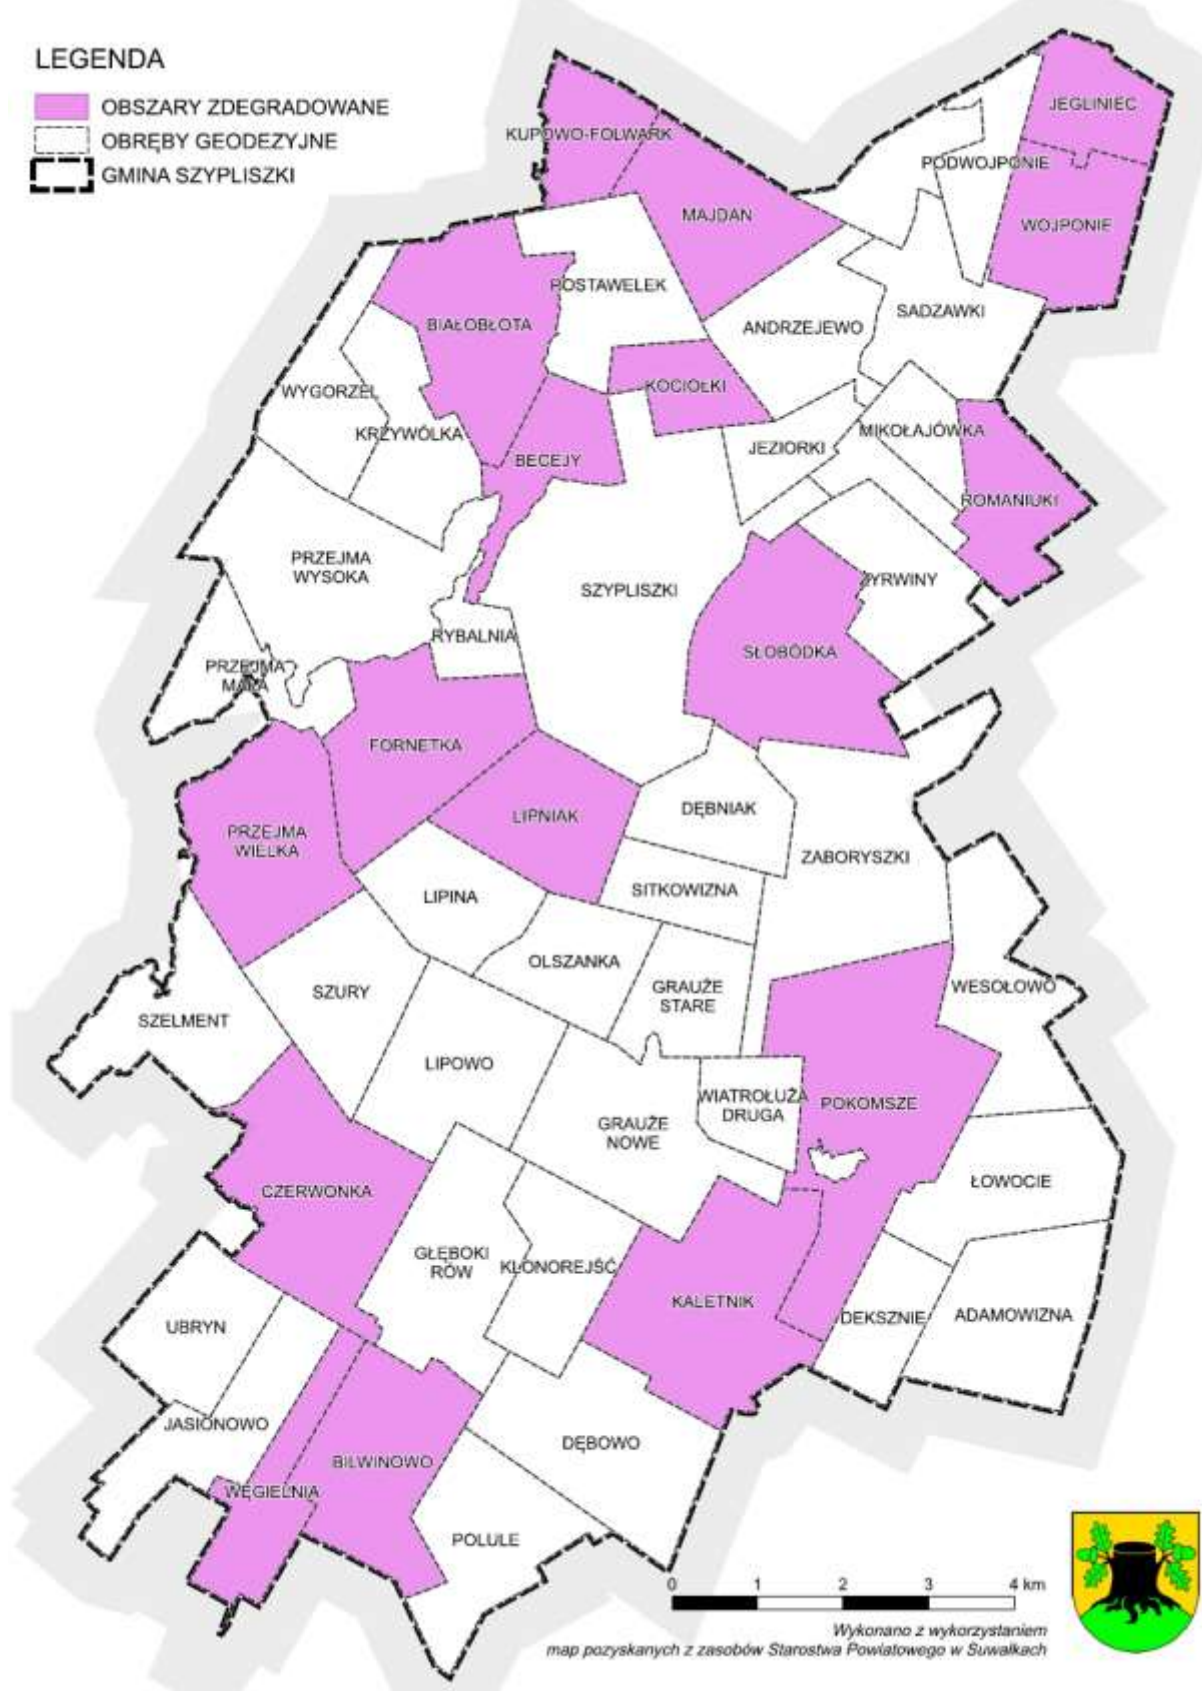 LEGENDA
OBSZARY ZDEGRADOWANE
OBRĘBY GEODEZYJNE
GMINA SZYPLISZKI
JEGLINIEC
KUPOWO-FOLWARK
PODWOJPONIE
MAJDAN
WOJPONIE
POSTAWELEK
SADZAWKI
BIAŁOBŁOTA
ANDRZEJEWO
KOCIOŁKI
WYGORZEL
KRZYWÓLKA
MIKOŁAJÓWKA
JEZIORKI
BECEJY
ROMANIUKI
PRZEJMA
WYSOKA
SZYPLISZKI
ŻYRWINY
RYBALNIA
SŁOBÓDKA
PRZEJMA
MAŁA
FORNETKA
DĘBNIAK
LIPNIAK
PRZEJMA
WIELKA
ZABORYSZKI
SITKOWIZNA
LIPINA
OLSZANKA
GRAUŻE
STARE
WESOŁOWO
SZURY
SZELMENT
LIPOWO
WIATROŁUŻA
DRUGA
POKOMSZE
GRAUŻE
NOWE
ŁOWOCIE
CZERWONKA
GŁĘBOKI
RÓW
KLONOREJŚĆ
KALETNIK
DEKSZNIE
ADAMOWIZNA
UBRYN
JASIONOWO
DĘBOWO
BILWINOWO
WĘGIELNIA
POLULE
0 1 2 3 4 km
Wykonano z wykorzystaniem
map pozyskanych z zasobów Starostwa Powiatowego w Suwałkach